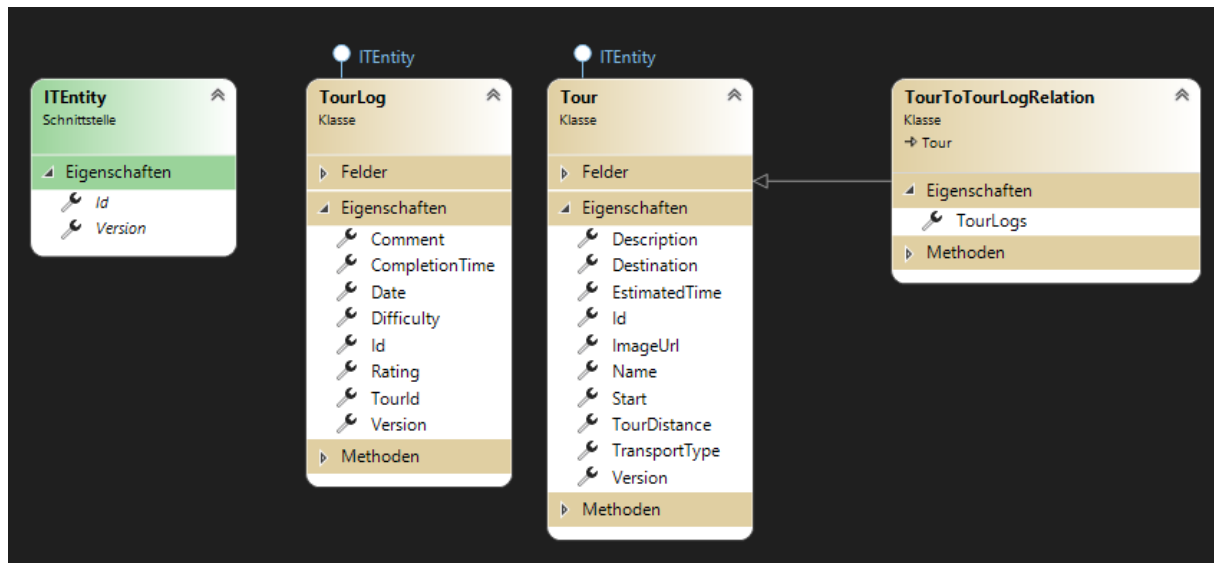 ITEntity
Schnittstelle
Eigenschaften
Id
Version
ITEntity
TourLog
Klasse
Felder
Eigenschaften
Comment
CompletionTime
Date
Difficulty
Id
Rating
TourId
Version
Methoden
ITEntity
Tour
Klasse
Felder
Eigenschaften
Description
Destination
EstimatedTime
Id
ImageUrl
Name
Start
TourDistance
TransportType
Version
Methoden
TourToTourLogRelation
Klasse
Tour
Eigenschaften
TourLogs
Methoden